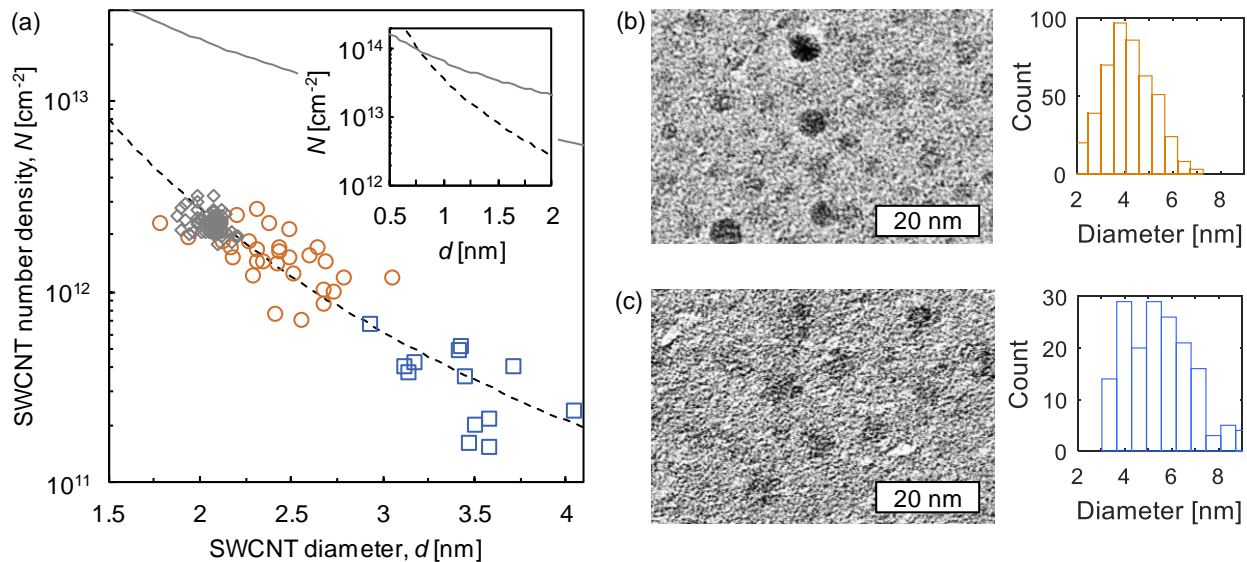 (a)
SWCNT number density, N [cm⁻²]
10¹³
10¹²
10¹¹
1.5 2 2.5 3 3.5 4
SWCNT diameter, d [nm]
N [cm⁻²]
10¹⁴
10¹³
10¹²
0.5 1 1.5 2
d [nm]
(b)
20 nm
Count
100
50
0
2 4 6 8
Diameter [nm]
(c)
20 nm
Count
30
20
10
0
2 4 6 8
Diameter [nm]